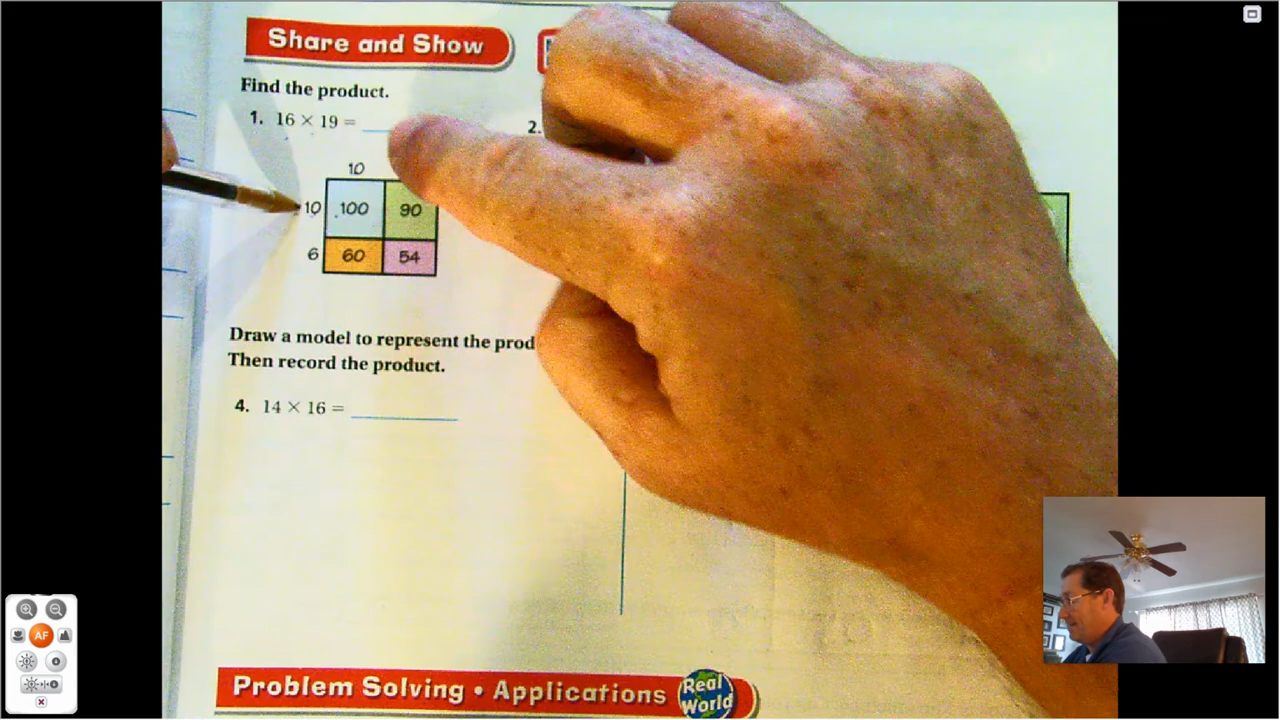 Share and Show
Find the product.
1. 16 × 19 =
2.
10
10 100 90
6 60 54
Draw a model to represent the prod
Then record the product.
4. 14 × 16 =
Problem Solving • Applications
Real
World
AF